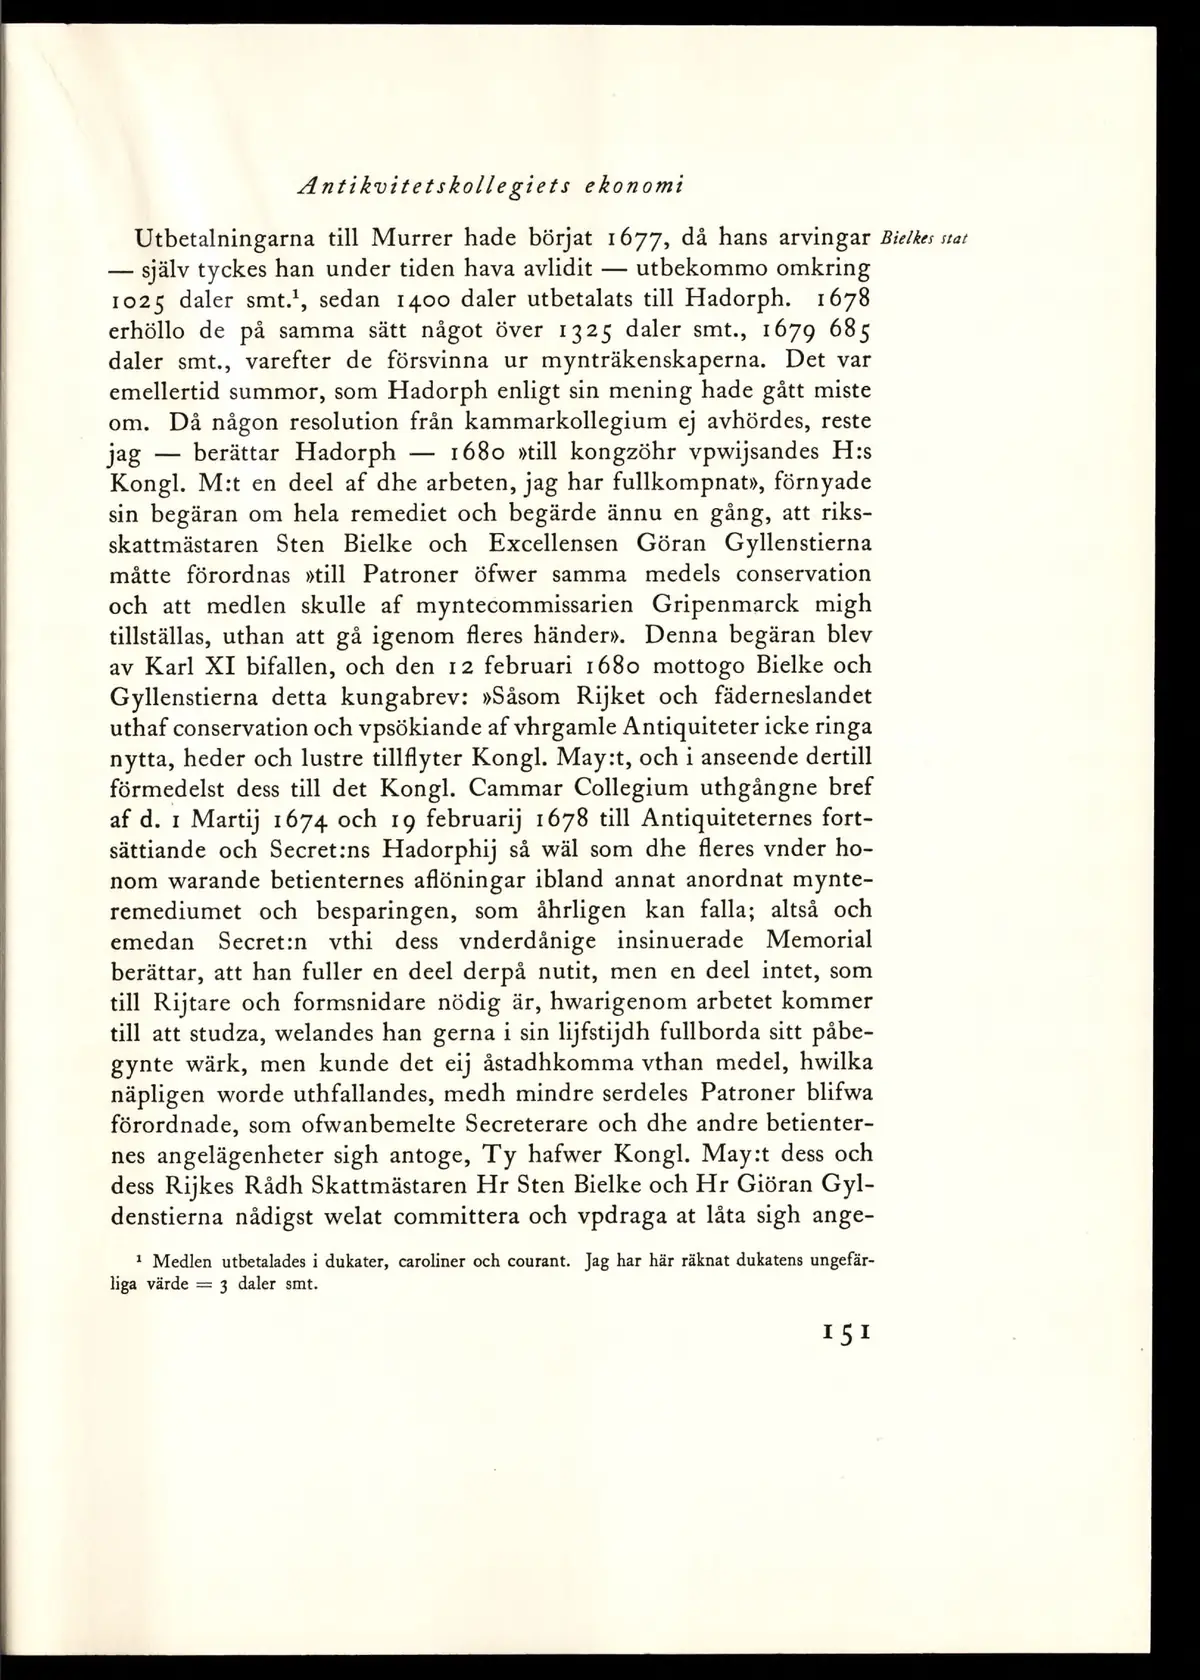 Antikvitetskollegiets ekonomi
Utbetalningarna till Murrer hade börjat 1677, då hans arvingar
Bielkes stat
— själv tyckes han under tiden hava avlidit — utbekommo omkring
1025 daler smt.¹, sedan 1400 daler utbetalats till Hadorph. 1678
erhöllo de på samma sätt något över 1325 daler smt., 1679 685
daler smt., varefter de försvinna ur mynträkenskaperna. Det var
emellertid summor, som Hadorph enligt sin mening hade gått miste
om. Då någon resolution från kammarkollegium ej avhördes, reste
jag — berättar Hadorph — 1680 »till kongzöhr vpwijsandes H:s
Kongl. M:t en deel af dhe arbeten, jag har fullkompnat», förnyade
sin begäran om hela remediet och begärde ännu en gång, att riks-
skattmästaren Sten Bielke och Excellensen Göran Gyllenstierna
måtte förordnas »till Patroner öfwer samma medels conservation
och att medlen skulle af myntecommissarien Gripenmarck migh
tillställas, uthan att gå igenom fleres händer». Denna begäran blev
av Karl XI bifallen, och den 12 februari 1680 mottogo Bielke och
Gyllenstierna detta kungabrev: »Såsom Rijket och fäderneslandet
uthaf conservation och vpsökiande af vhrgamle Antiquiteter icke ringa
nytta, heder och lustre tillflyter Kongl. May:t, och i anseende dertill
förmedelst dess till det Kongl. Cammar Collegium uthgångne bref
af d. 1 Martij 1674 och 19 februarij 1678 till Antiquiteternes fort-
sättiande och Secret:ns Hadorphij så wäl som dhe fleres vnder ho-
nom warande betienternes aflöningar ibland annat anordnat mynte-
remediumet och besparingen, som åhrligen kan falla; altså och
emedan Secret:n vthi dess vnderdånige insinuerade Memorial
berättar, att han fuller en deel derpå nutit, men en deel intet, som
till Rijtare och formsnidare nödig är, hwarigenom arbetet kommer
till att studza, welandes han gerna i sin lijfstijdh fullborda sitt påbe-
gynte wärk, men kunde det eij åstadhkomma vthan medel, hwilka
näpligen worde uthfallandes, medh mindre serdeles Patroner blifwa
förordnade, som ofwanbemelte Secreterare och dhe andre betienter-
nes angelägenheter sigh antoge, Ty hafwer Kongl. May:t dess och
dess Rijkes Rådh Skattmästaren Hr Sten Bielke och Hr Giöran Gyl-
denstierna nådigst welat committera och vpdraga at låta sigh ange-
¹ Medlen utbetalades i dukater, caroliner och courant. Jag har här räknat dukatens ungefär-
liga värde = 3 daler smt.
151